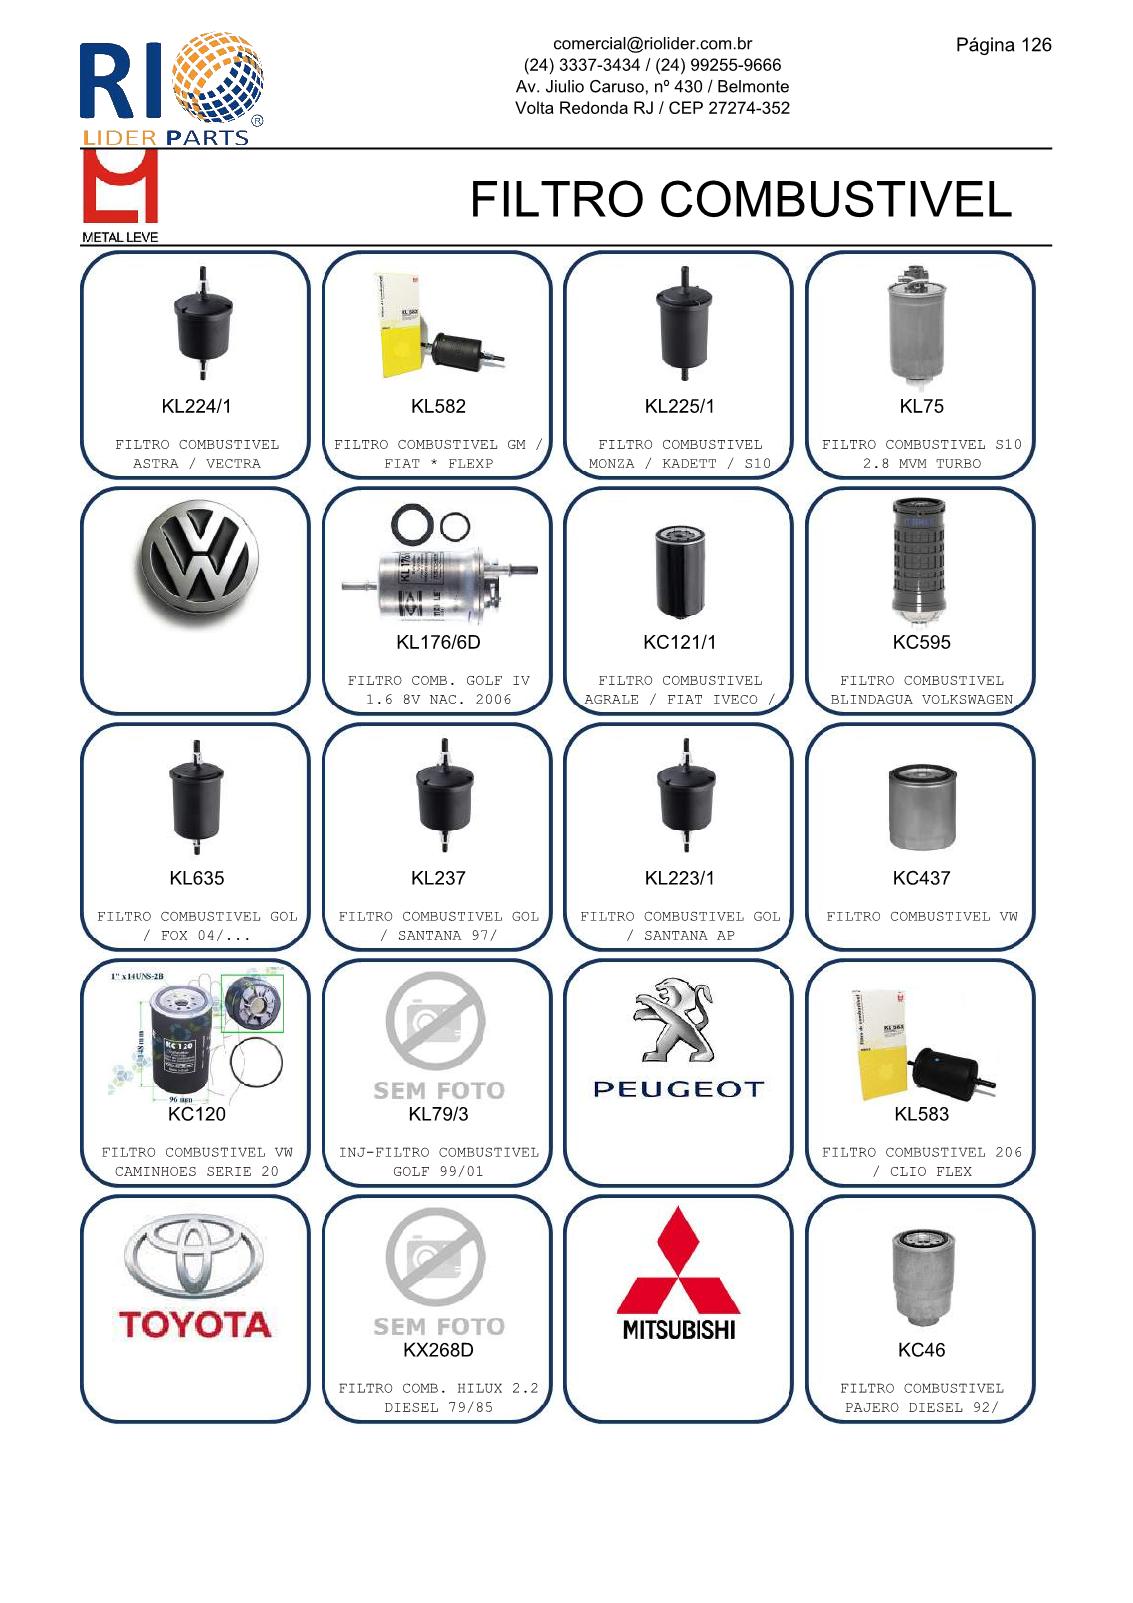 RIO
LIDER PARTS ®
comercial@riolider.com.br
(24) 3337-3434 / (24) 99255-9666
Av. Jiulio Caruso, nº 430 / Belmonte
Volta Redonda RJ / CEP 27274-352
Página 126
METAL LEVE
FILTRO COMBUSTIVEL
KL224/1
FILTRO COMBUSTIVEL
ASTRA / VECTRA
KL582
FILTRO COMBUSTIVEL GM /
FIAT * FLEXP
KL225/1
FILTRO COMBUSTIVEL
MONZA / KADETT / S10
KL75
FILTRO COMBUSTIVEL S10
2.8 MVM TURBO
KL176/6D
FILTRO COMB. GOLF IV
1.6 8V NAC. 2006
KC121/1
FILTRO COMBUSTIVEL
AGRALE / FIAT IVECO /
KC595
FILTRO COMBUSTIVEL
BLINDAGUA VOLKSWAGEN
KL635
FILTRO COMBUSTIVEL GOL
/ FOX 04/...
KL237
FILTRO COMBUSTIVEL GOL
/ SANTANA 97/
KL223/1
FILTRO COMBUSTIVEL GOL
/ SANTANA AP
KC437
FILTRO COMBUSTIVEL VW
1" x14UNS-2B
KC 120
148 mm
96 mm
KC120
FILTRO COMBUSTIVEL VW
CAMINHOES SERIE 20
SEM FOTO
KL79/3
INJ-FILTRO COMBUSTIVEL
GOLF 99/01
PEUGEOT
KL583
FILTRO COMBUSTIVEL 206
/ CLIO FLEX
TOYOTA
SEM FOTO
KX268D
FILTRO COMB. HILUX 2.2
DIESEL 79/85
MITSUBISHI
KC46
FILTRO COMBUSTIVEL
PAJERO DIESEL 92/